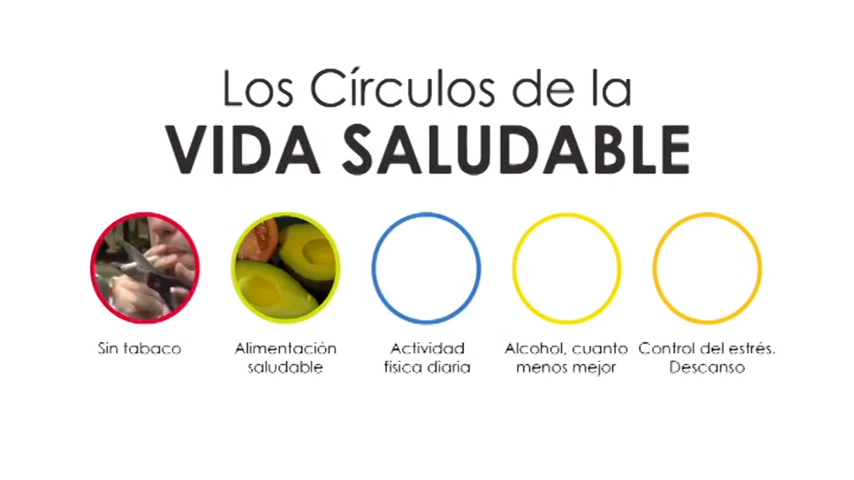 Los Círculos de la
VIDA SALUDABLE
Sin tabaco
Alimentación
saludable
Actividad
física diaria
Alcohol, cuanto
menos mejor
Control del estrés.
Descanso